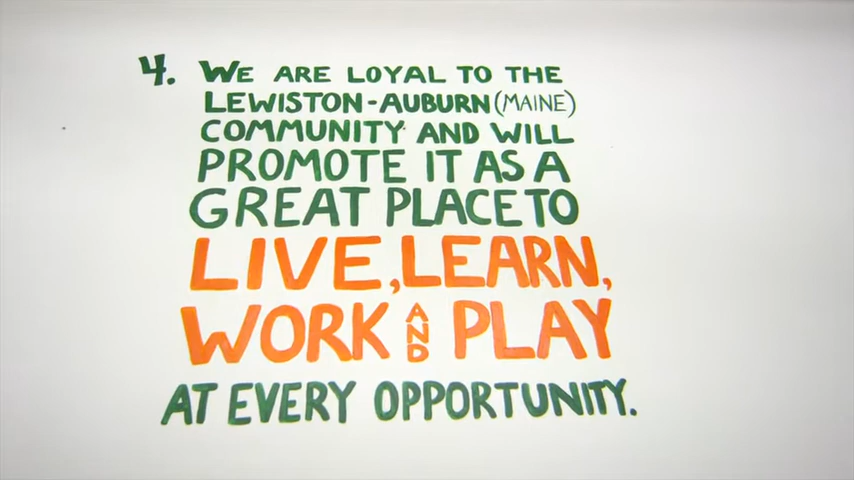 4. WE ARE LOYAL TO THE
LEWISTON-AUBURN (MAINE)
COMMUNITY AND WILL
PROMOTE IT AS A
GREAT PLACE TO
LIVE, LEARN,
WORK AND PLAY
AT EVERY OPPORTUNITY.